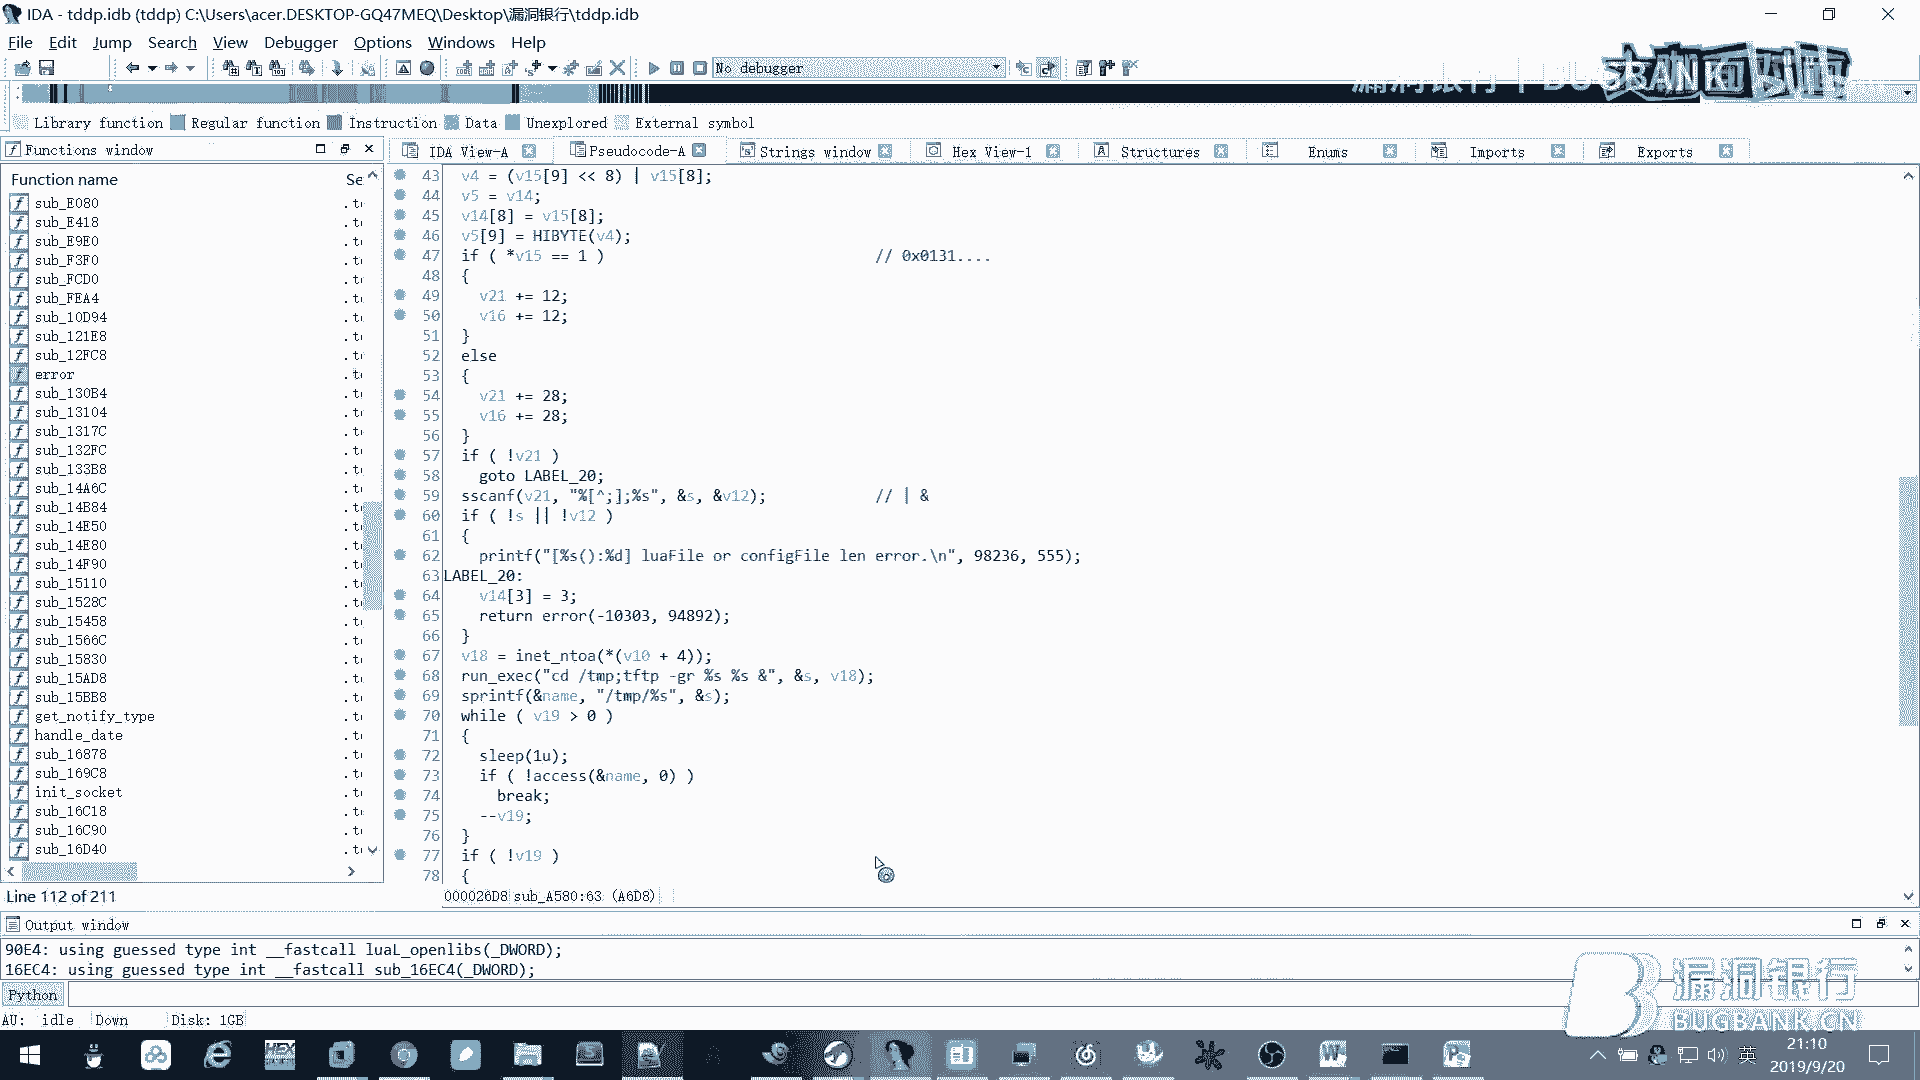 IDA - tddp.idb (tddp) C:\Users\acer.DESKTOP-GQ47MEQ\Desktop\漏洞银行\tddp.idb
File Edit Jump Search View Debugger Options Windows Help
No debugger
漏洞银行 | BUGBANK
Library function Regular function Instruction Data Unexplored External symbol
Functions window
IDA View-A Pseudocode-A Strings window Hex View-1 Structures Enums Imports Exports
Function name Se
sub_E080 .t
sub_E418 .t
sub_E9E0 .t
sub_F3F0 .t
sub_FCD0 .t
sub_FEA4 .t
sub_10D94 .t
sub_121E8 .t
sub_12FC8 .t
error .t
sub_130B4 .t
sub_13104 .t
sub_1317C .t
sub_132FC .t
sub_133B8 .t
sub_14A6C .t
sub_14B84 .t
sub_14E50 .t
sub_14E80 .t
sub_14F90 .t
sub_15110 .t
sub_1528C .t
sub_15458 .t
sub_1566C .t
sub_15830 .t
sub_15AD8 .t
sub_15BB8 .t
get_notify_type .t
handle_date .t
sub_16878 .t
sub_169C8 .t
init_socket .t
sub_16C18 .t
sub_16C90 .t
sub_16D40 .t
Line 112 of 211
43 v4 = (v15[9] << 8) | v15[8];
44 v5 = v14;
45 v14[8] = v15[8];
46 v5[9] = HIBYTE(v4);
47 if ( *v15 == 1 ) // 0x0131....
48 {
49 v21 += 12;
50 v16 += 12;
51 }
52 else
53 {
54 v21 += 28;
55 v16 += 28;
56 }
57 if ( !v21 )
58 goto LABEL_20;
59 sscanf(v21, "%[^;];%s", &s, &v12); // | &
60 if ( !s || !v12 )
61 {
62 printf("[%s():%d] luaFile or configFile len error.\n", 98236, 555);
63 LABEL_20:
64 v14[3] = 3;
65 return error(-10303, 94892);
66 }
67 v18 = inet_ntoa(*(v10 + 4));
68 run_exec("cd /tmp;tftp -gr %s %s &", &s, v18);
69 sprintf(&name, "/tmp/%s", &s);
70 while ( v19 > 0 )
71 {
72 sleep(1u);
73 if ( !access(&name, 0) )
74 break;
75 --v19;
76 }
77 if ( !v19 )
78 {
000026D8 sub_A580:63 (A6D8)
Output window
90E4: using guessed type int __fastcall luaL_openlibs(_DWORD);
16EC4: using guessed type int __fastcall sub_16EC4(_DWORD);
Python
AU: idle Down Disk: 1GB
漏洞银行
BUGBANK.CN
英
21:10
2019/9/20